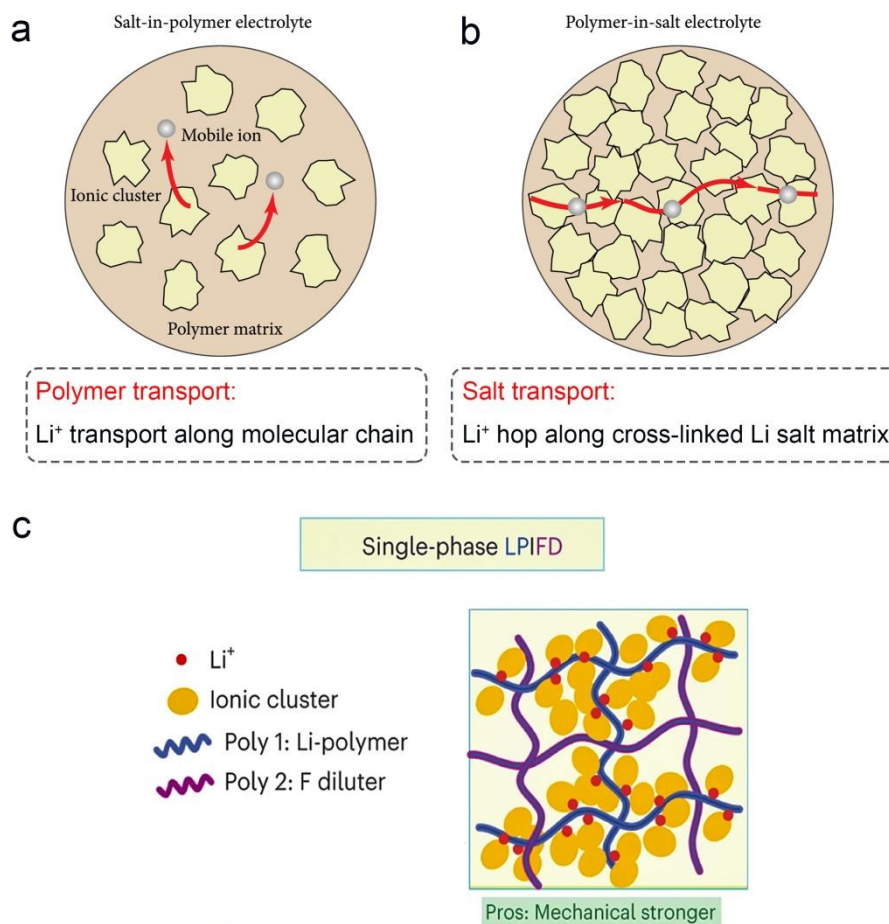 a
Salt-in-polymer electrolyte
Mobile ion
Ionic cluster
Polymer matrix
Polymer transport:
Li⁺ transport along molecular chain
b
Polymer-in-salt electolyte
Salt transport:
Li⁺ hop along cross-linked Li salt matrix
c
Single-phase LPIFD
Li⁺
Ionic cluster
Poly 1: Li-polymer
Poly 2: F diluter
Pros: Mechanical stronger